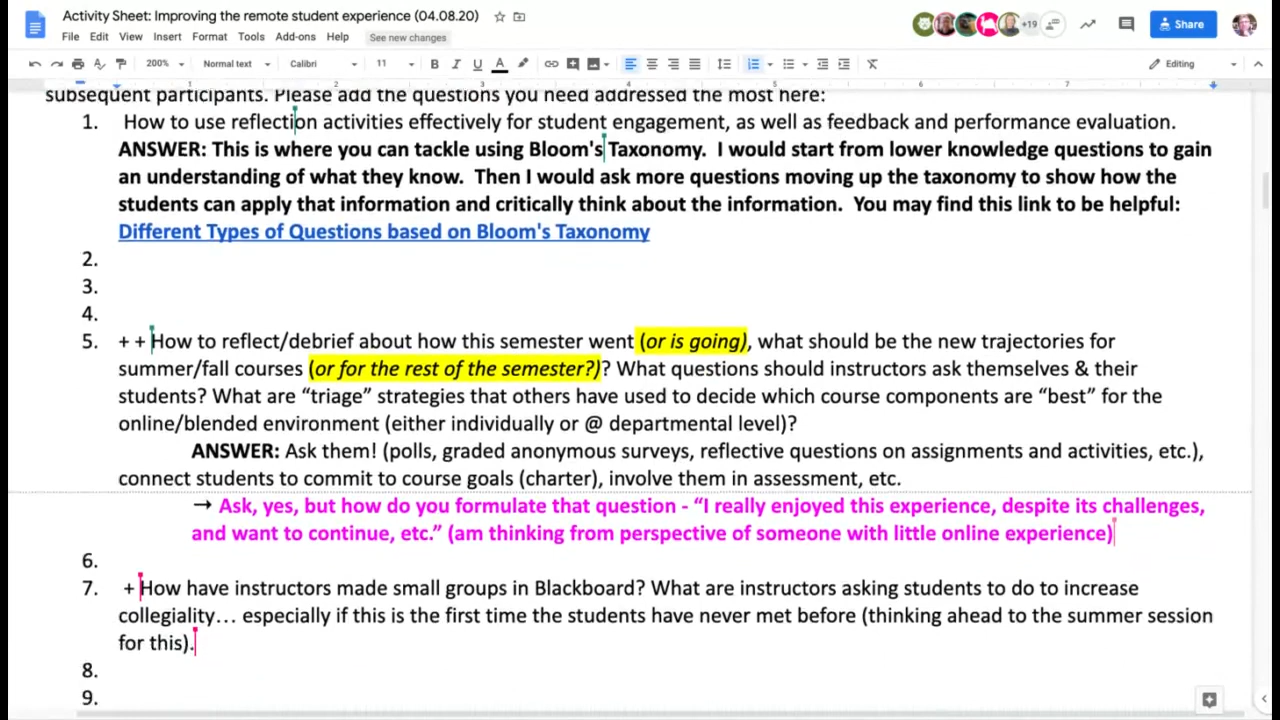 Activity Sheet: Improving the remote student experience (04.08.20)
+19
Share
File Edit View Insert Format Tools Add-ons Help See new changes
200% Normal text Calibri 11 B I U A Editing
1 2 3 4 5 6 7
subsequent participants. Please add the questions you need addressed the most here:
1. How to use reflection activities effectively for student engagement, as well as feedback and performance evaluation.
ANSWER: This is where you can tackle using Bloom's Taxonomy. I would start from lower knowledge questions to gain
an understanding of what they know. Then I would ask more questions moving up the taxonomy to show how the
students can apply that information and critically think about the information. You may find this link to be helpful:
Different Types of Questions based on Bloom's Taxonomy
2.
3.
4.
5. + + How to reflect/debrief about how this semester went (or is going), what should be the new trajectories for
summer/fall courses (or for the rest of the semester?)? What questions should instructors ask themselves & their
students? What are “triage” strategies that others have used to decide which course components are “best” for the
online/blended environment (either individually or @ departmental level)?
ANSWER: Ask them! (polls, graded anonymous surveys, reflective questions on assignments and activities, etc.),
connect students to commit to course goals (charter), involve them in assessment, etc.
→ Ask, yes, but how do you formulate that question - “I really enjoyed this experience, despite its challenges,
and want to continue, etc.” (am thinking from perspective of someone with little online experience)
6.
7. + How have instructors made small groups in Blackboard? What are instructors asking students to do to increase
collegiality… especially if this is the first time the students have never met before (thinking ahead to the summer session
for this).
8.
9.